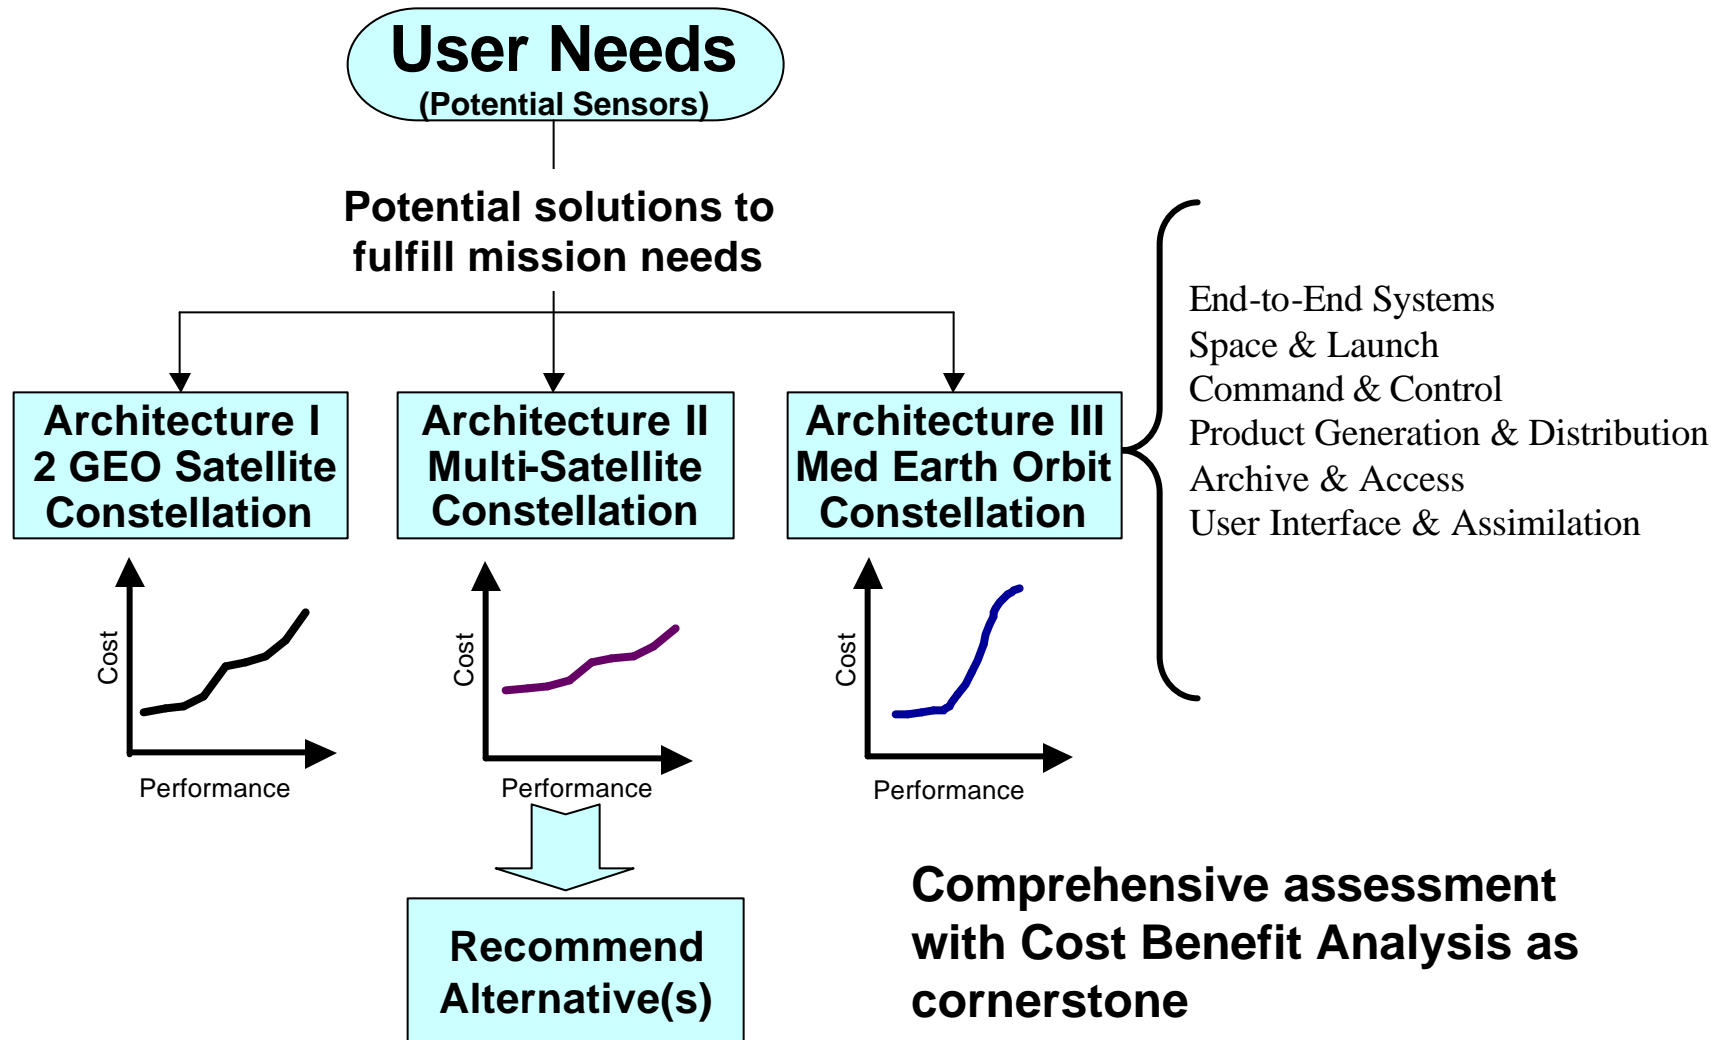 User Needs
(Potential Sensors)
Potential solutions to
fulfill mission needs
Architecture I
2 GEO Satellite
Constellation
Architecture II
Multi-Satellite
Constellation
Architecture III
Med Earth Orbit
Constellation
End-to-End Systems
Space & Launch
Command & Control
Product Generation & Distribution
Archive & Access
User Interface & Assimilation
Cost
Performance
Cost
Performance
Cost
Performance
Recommend
Alternative(s)
Comprehensive assessment
with Cost Benefit Analysis as
cornerstone